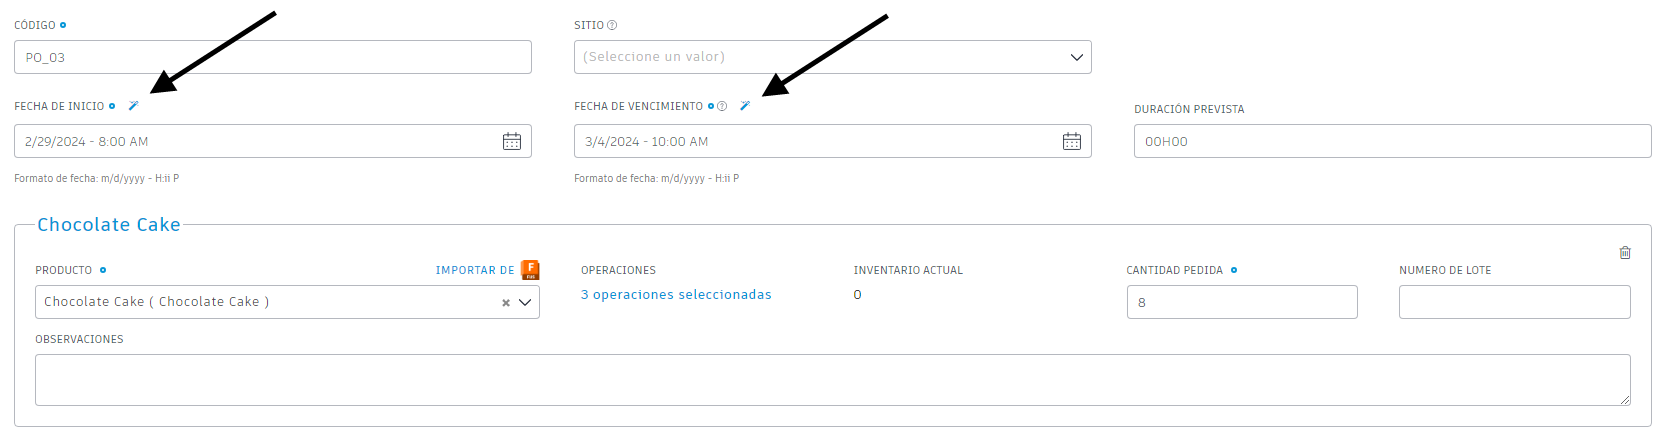 CÓDIGO
SITIO
PO_03
(Seleccione un valor)
FECHA DE INICIO
FECHA DE VENCIMIENTO
DURACIÓN PREVISTA
2/29/2024 - 8:00 AM
3/4/2024 - 10:00 AM
00H00
Formato de fecha: m/d/yyyy - H:ii P
Formato de fecha: m/d/yyyy - H:ii P
Chocolate Cake
PRODUCTO
IMPORTAR DE
F
OPERACIONES
INVENTARIO ACTUAL
CANTIDAD PEDIDA
NUMERO DE LOTE
Chocolate Cake ( Chocolate Cake )
3 operaciones seleccionadas
0
8
OBSERVACIONES